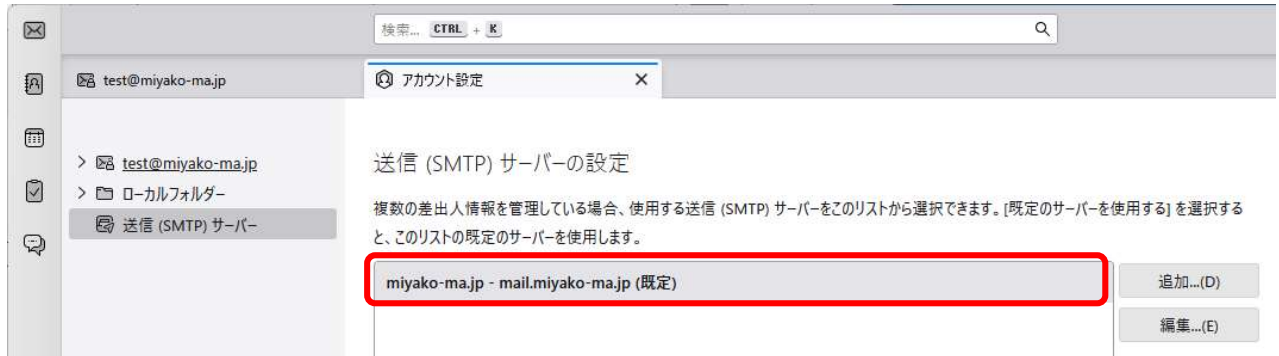 検索... CTRL + K
test@miyako-ma.jp
アカウント設定
test@miyako-ma.jp
ローカルフォルダー
送信 (SMTP) サーバー
送信 (SMTP) サーバーの設定
複数の差出人情報を管理している場合、使用する送信 (SMTP) サーバーをこのリストから選択できます。[既定のサーバーを使用する] を選択する
と、このリストの既定のサーバーを使用します。
miyako-ma.jp - mail.miyako-ma.jp (既定)
追加...(D)
編集...(E)